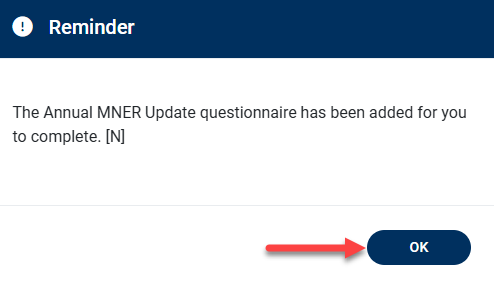 Reminder
The Annual MNER Update questionnaire has been added for you
to complete. [N]
OK